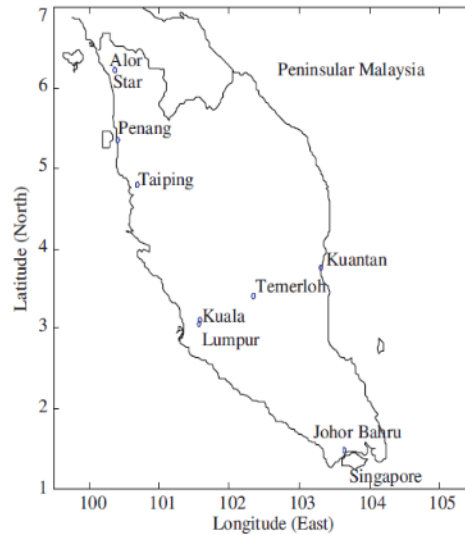 7
6
5
4
3
2
1
Latitude (North)
Alor
Star
Peninsular Malaysia
Penang
Taiping
Kuantan
Temerloh
Kuala
Lumpur
Johor Bahru
Singapore
100 101 102 103 104 105
Longitude (East)